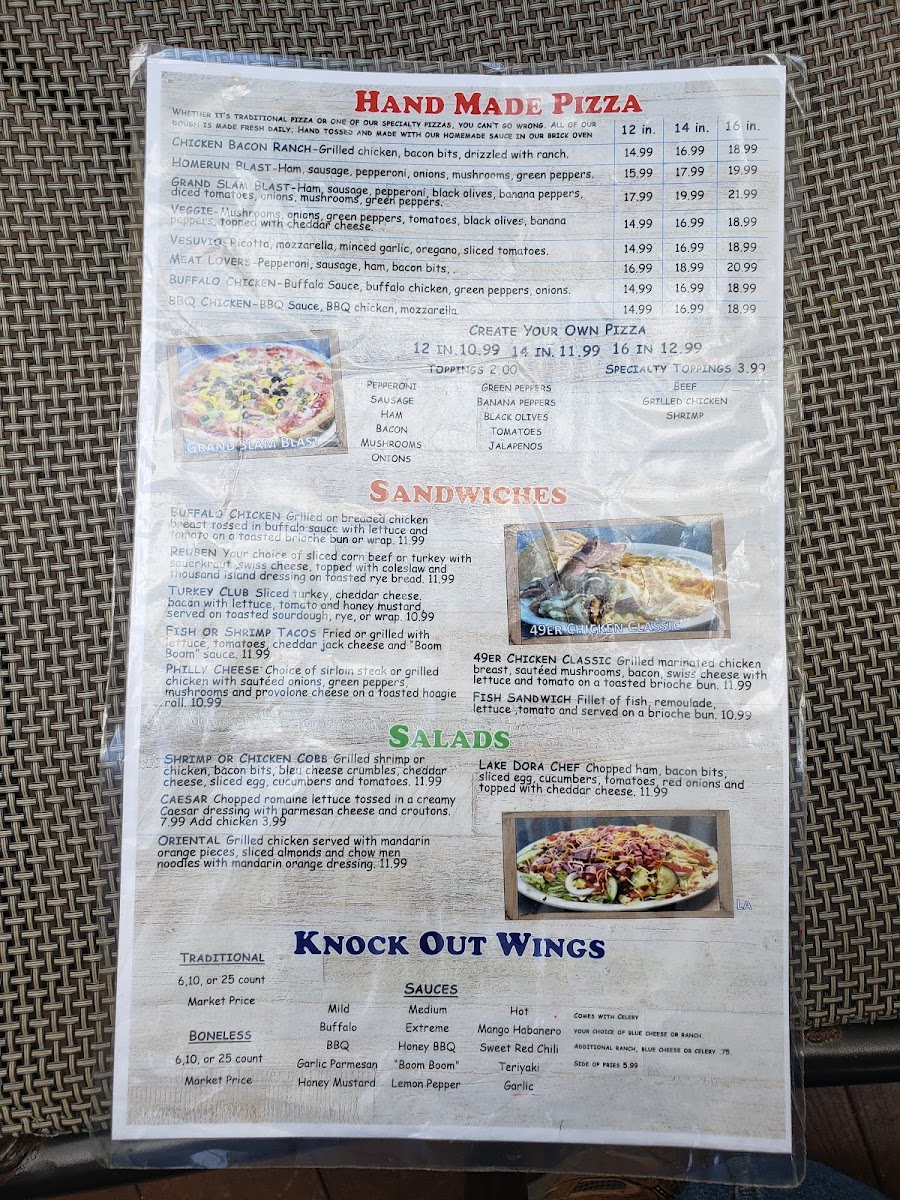 HAND MADE PIZZA
WHETHER IT'S TRADITIONAL PIZZA OR ONE OF OUR SPECIALTY PIZZAS, YOU CAN'T GO WRONG. ALL OF OUR
DOUGH IS MADE FRESH DAILY. HAND TOSSED AND MADE WITH OUR HOMEMADE SAUCE IN OUR BRICK OVEN
12 in. 14 in. 16 in.
CHICKEN BACON RANCH-Grilled chicken, bacon bits, drizzled with ranch. 14.99 16.99 18.99
HOMERUN BLAST-Ham, sausage, pepperoni, onions, mushrooms, green peppers. 15.99 17.99 19.99
GRAND SLAM BLAST-Ham, sausage, pepperoni, black olives, banana peppers,
diced tomatoes, onions, mushrooms, green peppers. 17.99 19.99 21.99
VEGGIE-Mushrooms, onions, green peppers, tomatoes, black olives, banana
peppers, topped with cheddar cheese. 14.99 16.99 18.99
VESUVIO-Ricotta, mozzarella, minced garlic, oregano, sliced tomatoes. 14.99 16.99 18.99
MEAT LOVERS-Pepperoni, sausage, ham, bacon bits, . 16.99 18.99 20.99
BUFFALO CHICKEN-Buffalo Sauce, buffalo chicken, green peppers, onions. 14.99 16.99 18.99
BBQ CHICKEN-BBQ Sauce, BBQ chicken, mozzarella. 14.99 16.99 18.99
CREATE YOUR OWN PIZZA
12 IN.10.99 14 IN.11.99 16 IN 12.99
TOPPINGS 2.00 SPECIALTY TOPPINGS 3.99
PEPPERONI GREEN PEPPERS BEEF
SAUSAGE BANANA PEPPERS GRILLED CHICKEN
HAM BLACK OLIVES SHRIMP
BACON TOMATOES
MUSHROOMS JALAPENOS
ONIONS
GRAND SLAM BLAST
SANDWICHES
BUFFALO CHICKEN Grilled or breaded chicken
breast tossed in buffalo sauce with lettuce and
tomato on a toasted brioche bun or wrap. 11.99
REUBEN Your choice of sliced corn beef or turkey with
sauerkraut, swiss cheese, topped with coleslaw and
thousand island dressing on toasted rye bread. 11.99
TURKEY CLUB Sliced turkey, cheddar cheese,
bacon with lettuce, tomato and honey mustard
served on toasted sourdough, rye, or wrap. 10.99
FISH OR SHRIMP TACOS Fried or grilled with
lettuce, tomatoes, cheddar jack cheese and "Boom
Boom" sauce. 11.99
PHILLY CHEESE Choice of sirloin steak or grilled
chicken with sautéed onions, green peppers,
mushrooms and provolone cheese on a toasted hoagie
roll. 10.99
49ER CHICKEN CLASSIC
49ER CHICKEN CLASSIC Grilled marinated chicken
breast, sautéed mushrooms, bacon, swiss cheese with
lettuce and tomato on a toasted brioche bun. 11.99
FISH SANDWICH Fillet of fish, remoulade,
lettuce ,tomato and served on a brioche bun. 10.99
SALADS
SHRIMP OR CHICKEN COBB Grilled shrimp or
chicken, bacon bits, bleu cheese crumbles, cheddar
cheese, sliced egg, cucumbers and tomatoes. 11.99
CAESAR Chopped romaine lettuce tossed in a creamy
Caesar dressing with parmesan cheese and croutons.
7.99 Add chicken 3.99
ORIENTAL Grilled chicken served with mandarin
orange pieces, sliced almonds and chow men
noodles with mandarin orange dressing. 11.99
LAKE DORA CHEF Chopped ham, bacon bits,
sliced egg, cucumbers, tomatoes, red onions and
topped with cheddar cheese. 11.99
LA
KNOCK OUT WINGS
TRADITIONAL
6,10, or 25 count
Market Price
BONELESS
6,10, or 25 count
Market Price
SAUCES
Mild Medium Hot
Buffalo Extreme Mango Habanero
BBQ Honey BBQ Sweet Red Chili
Garlic Parmesan "Boom Boom" Teriyaki
Honey Mustard Lemon Pepper Garlic
COMES WITH CELERY
YOUR CHOICE OF BLUE CHEESE OR RANCH.
ADDITIONAL RANCH, BLUE CHEESE OR CELERY .75
SIDE OF FRIES 5.99